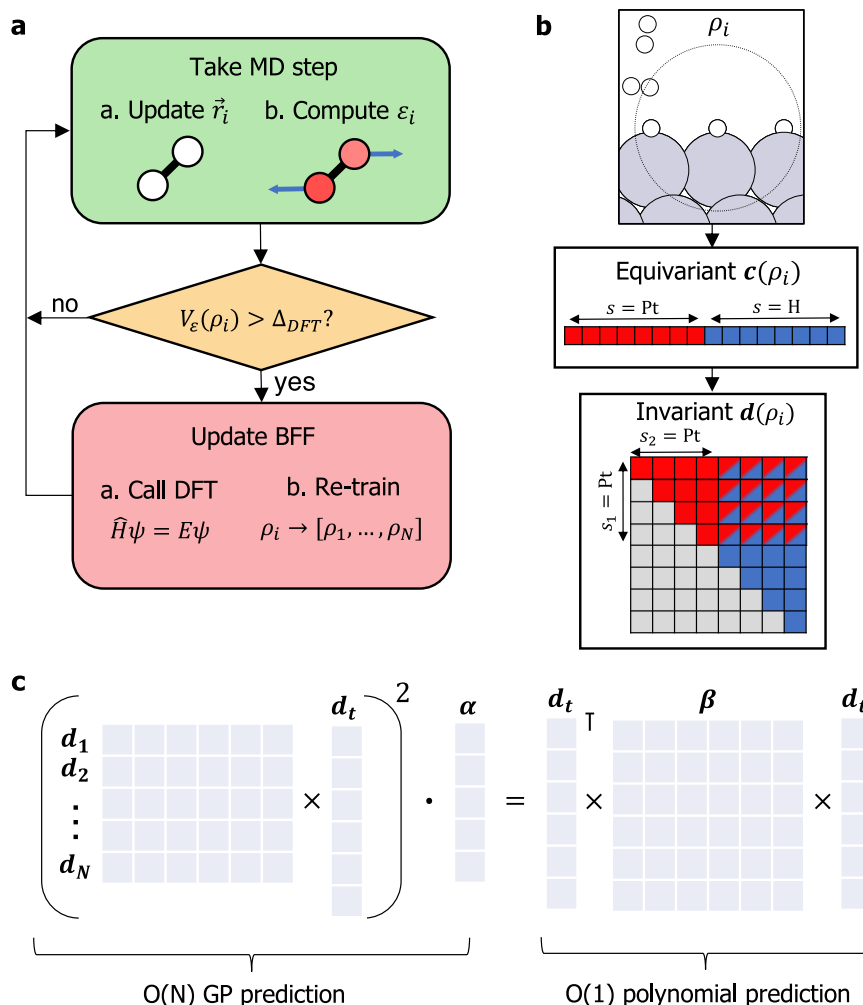 a
Take MD step
a. Update r⃗ᵢ b. Compute εᵢ
no
V_ε(ρᵢ) > Δ_DFT?
yes
Update BFF
a. Call DFT b. Re-train
Ĥψ = Eψ ρᵢ → [ρ₁, …, ρ_N]
b
ρᵢ
Equivariant c(ρᵢ)
s = Pt s = H
Invariant d(ρᵢ)
s₂ = Pt
s₁ = Pt
c
d₁
d₂
⋮
d_N
× d_t 2 · α = d_t T × β × d_t
O(N) GP prediction O(1) polynomial prediction